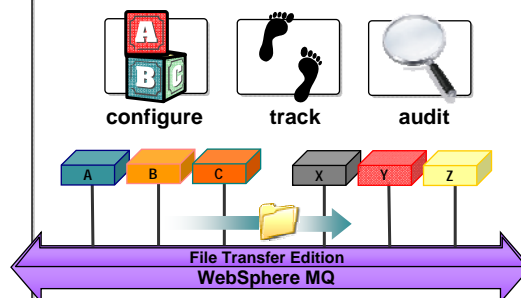 A
B C
configure track audit
A B C X Y Z
File Transfer Edition
WebSphere MQ